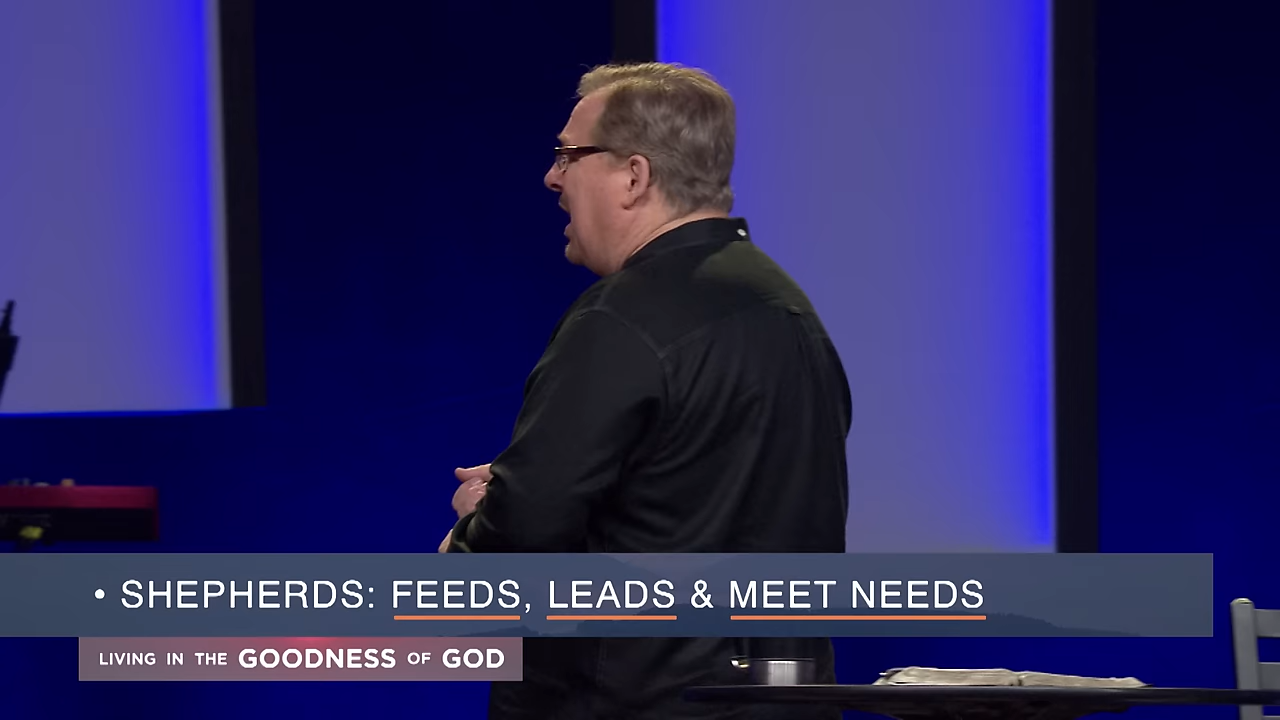 • SHEPHERDS: FEEDS, LEADS & MEET NEEDS
LIVING IN THE GOODNESS OF GOD